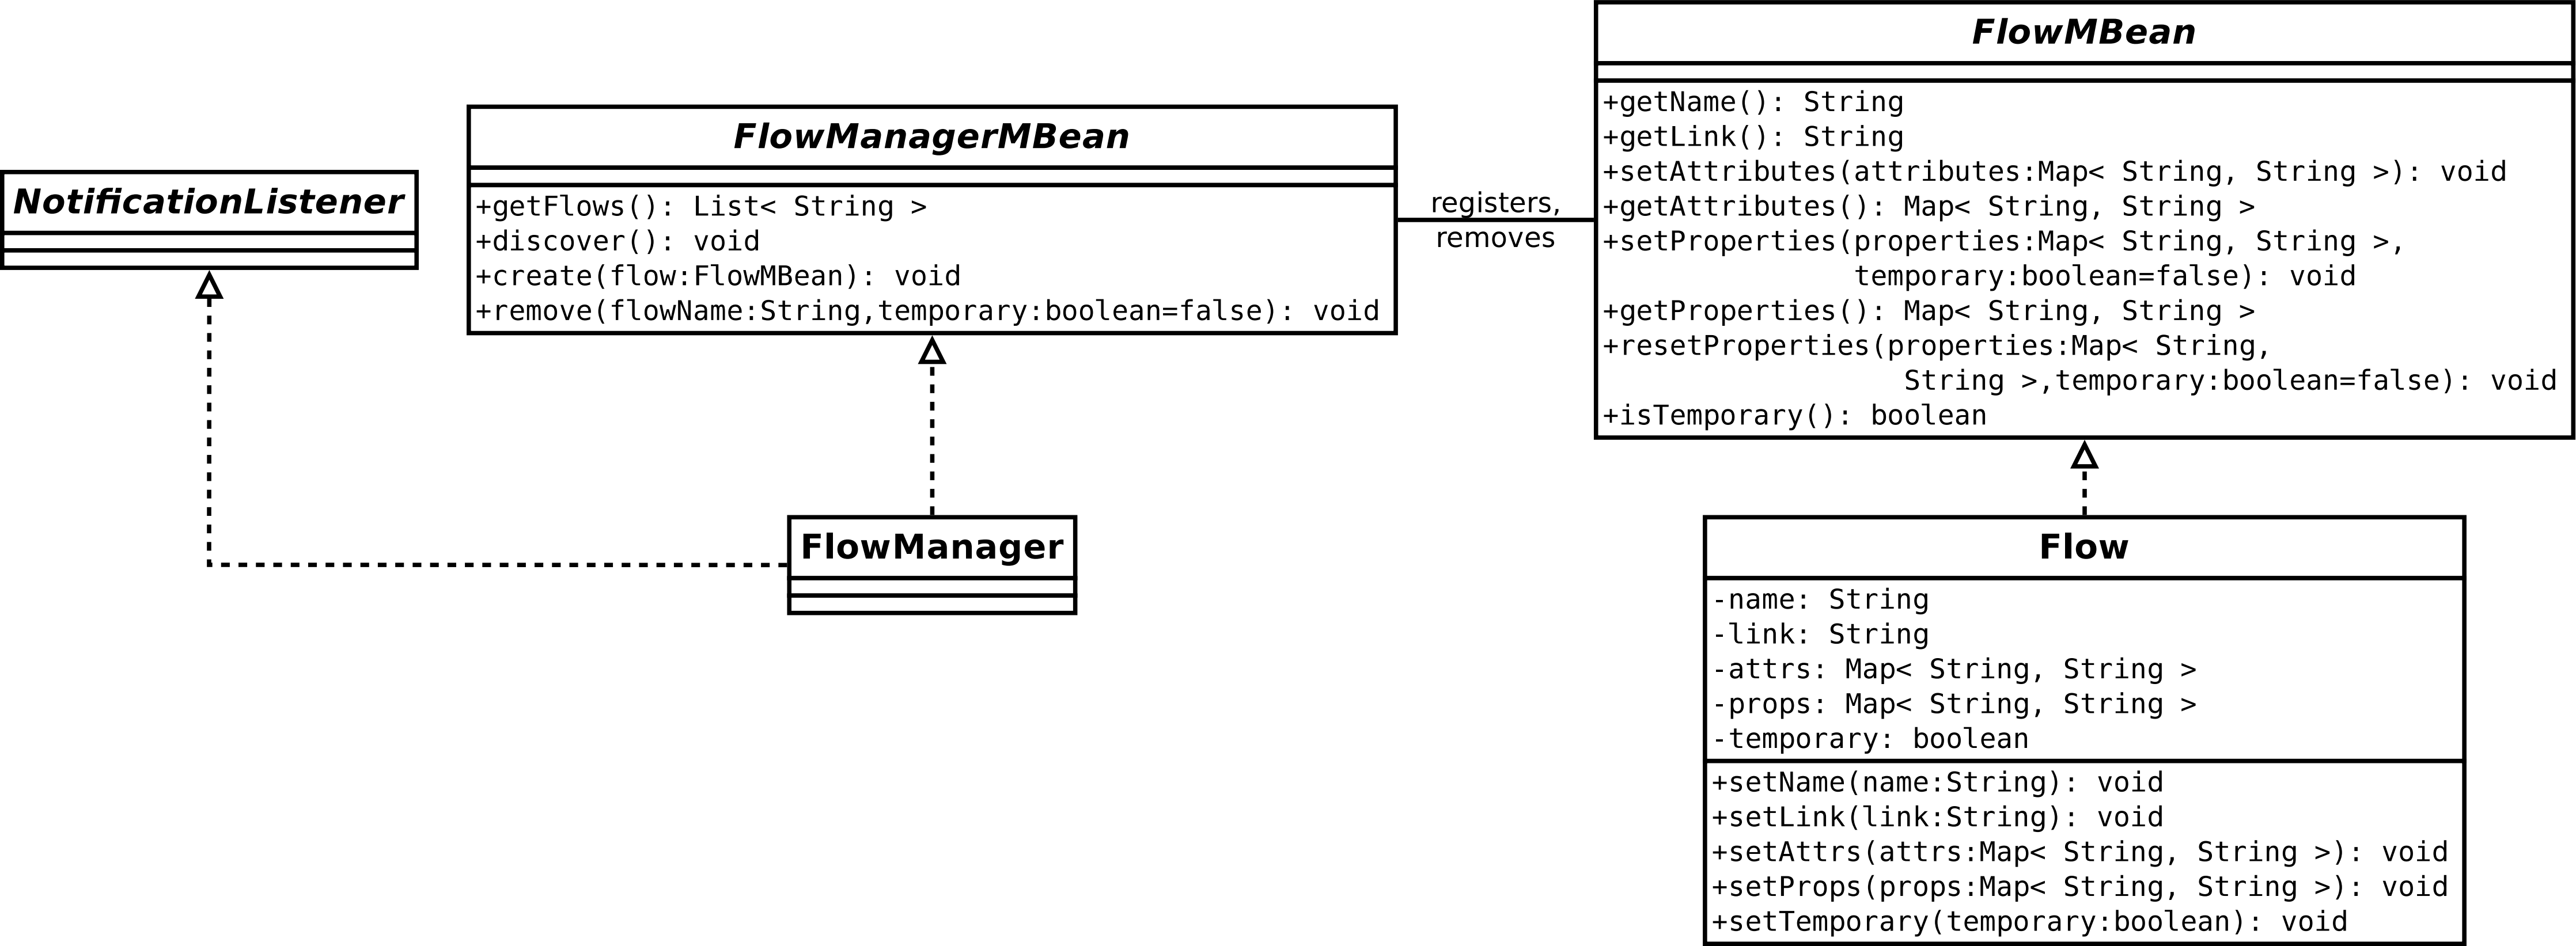 NotificationListener
FlowManagerMBean
+getFlows(): List< String >
+discover(): void
+create(flow:FlowMBean): void
+remove(flowName:String,temporary:boolean=false): void
registers,
removes
FlowMBean
+getName(): String
+getLink(): String
+setAttributes(attributes:Map< String, String >): void
+getAttributes(): Map< String, String >
+setProperties(properties:Map< String, String >,
temporary:boolean=false): void
+getProperties(): Map< String, String >
+resetProperties(properties:Map< String,
String >,temporary:boolean=false): void
+isTemporary(): boolean
FlowManager
Flow
-name: String
-link: String
-attrs: Map< String, String >
-props: Map< String, String >
-temporary: boolean
+setName(name:String): void
+setLink(link:String): void
+setAttrs(attrs:Map< String, String >): void
+setProps(props:Map< String, String >): void
+setTemporary(temporary:boolean): void